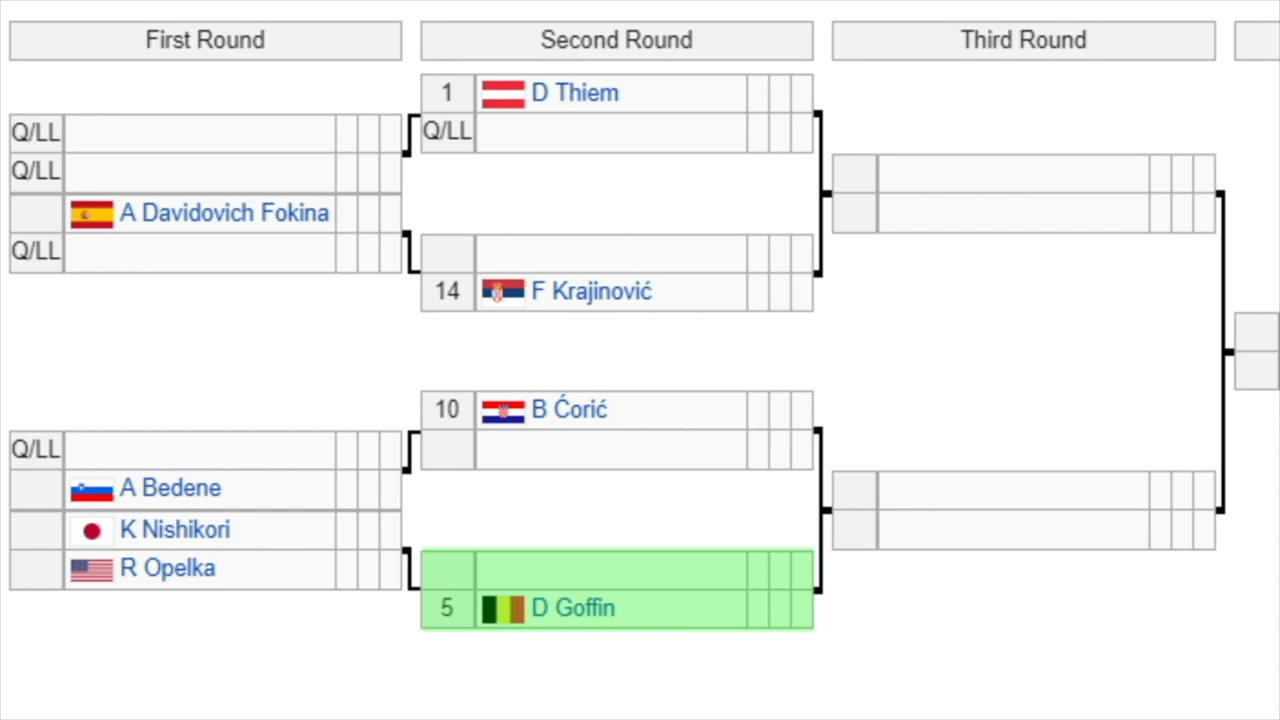 First Round
Second Round
Third Round
1 D Thiem
Q/LL
Q/LL
Q/LL
A Davidovich Fokina
Q/LL
14 F Krajinović
10 B Ćorić
Q/LL
A Bedene
K Nishikori
R Opelka
5 D Goffin